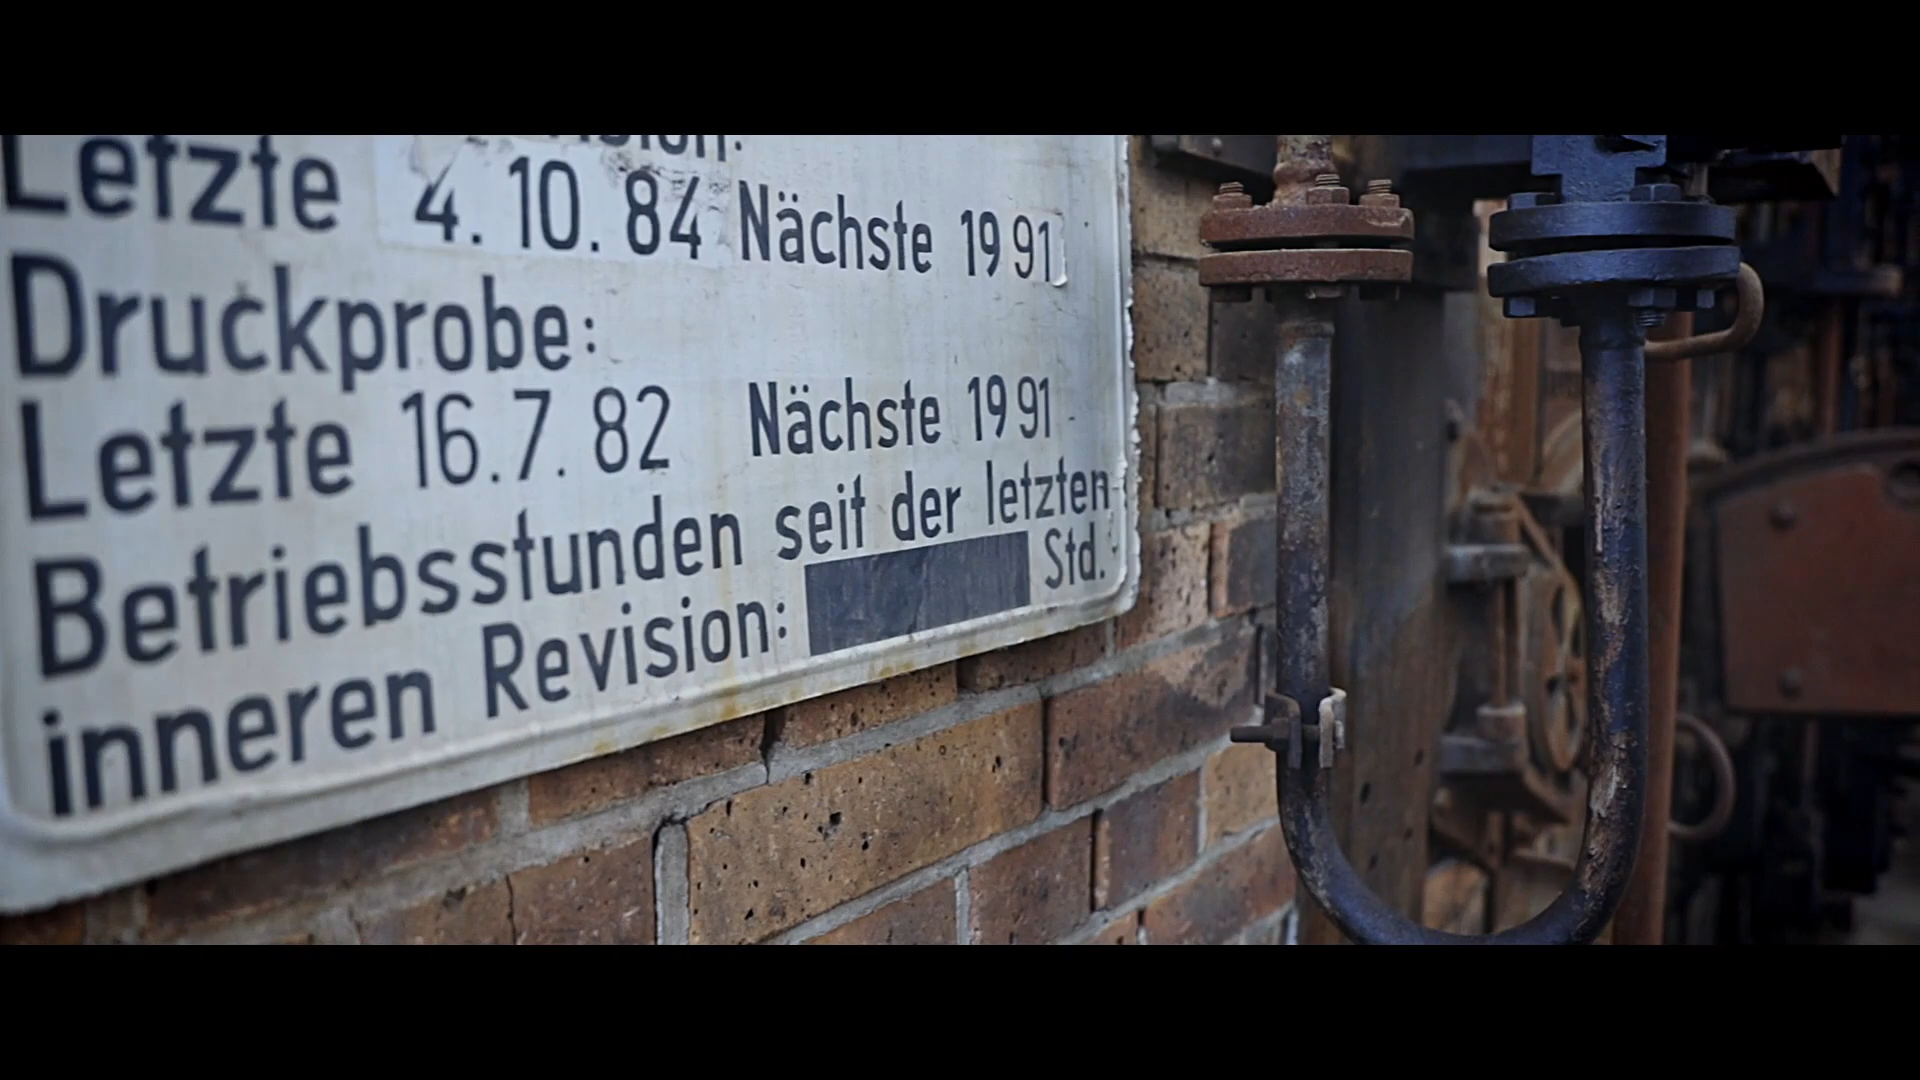 Letzte 4.10.84 Nächste 1991
Druckprobe:
Letzte 16.7.82 Nächste 1991
Betriebsstunden seit der letzten
inneren Revision: Std.